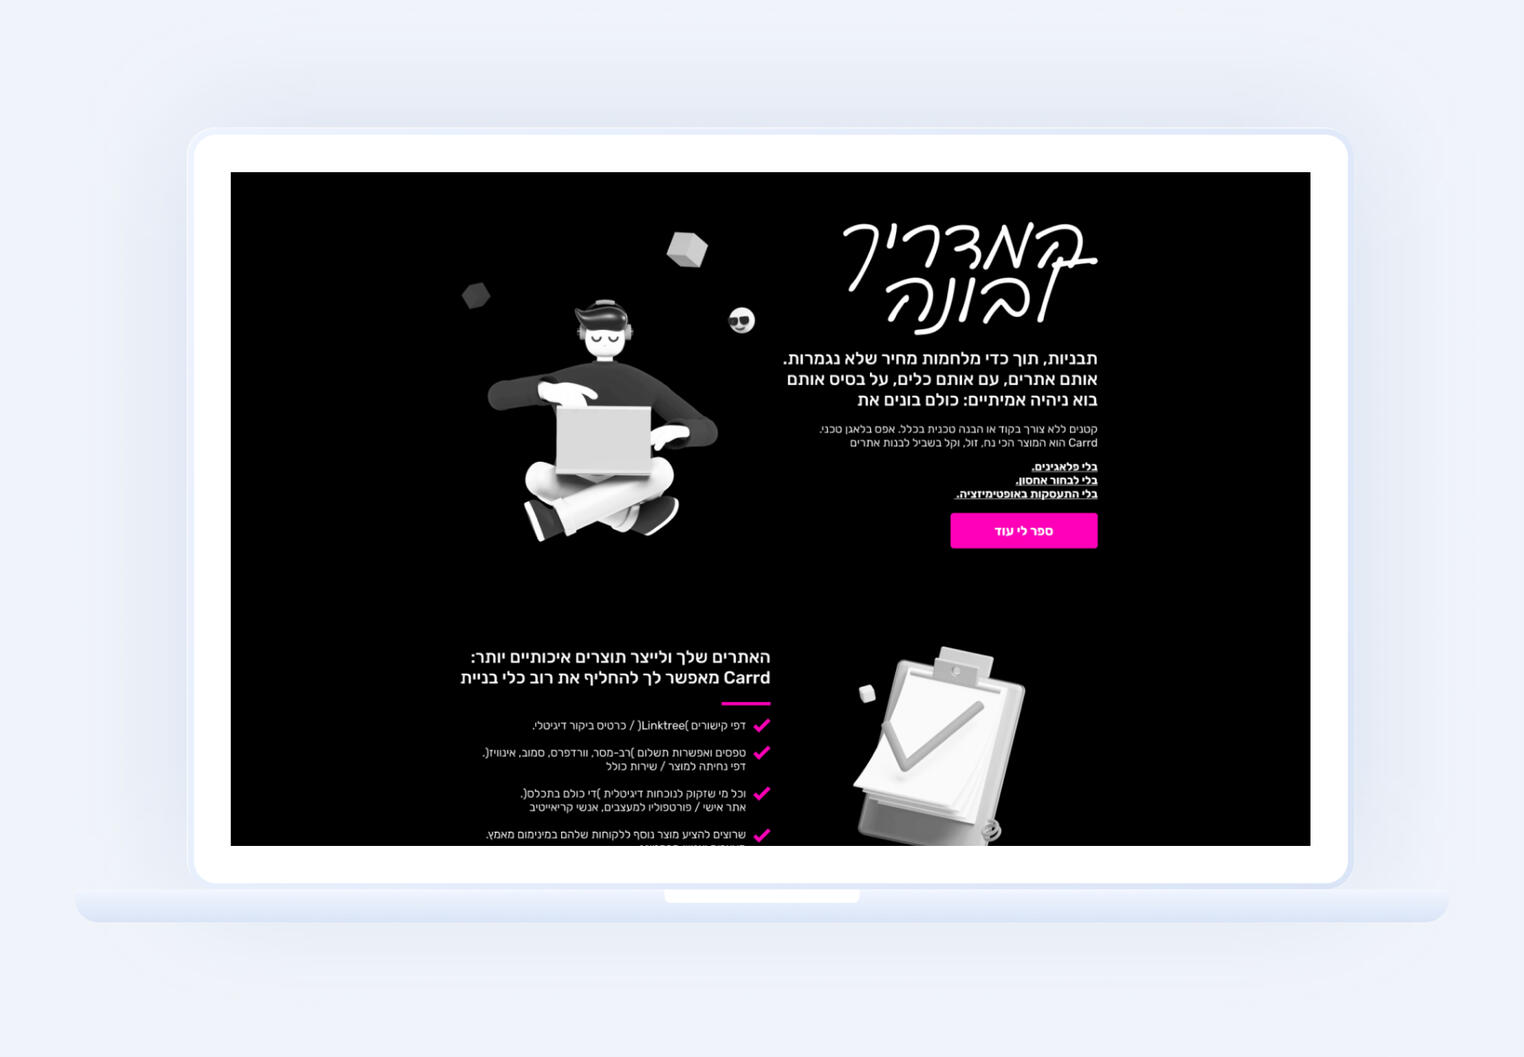 המדריך
לבונה
תבניות, תוך כדי מלחמות מחיר שלא נגמרות.
אותם אתרים, עם אותם כלים, על בסיס אותם
בוא ניהיה אמיתיים: כולם בונים את
קטנים ללא צורך בקוד או הבנה טכנית בכלל. אפס בלאגן טכני.
Carrd הוא המוצר הכי נח, זול, וקל בשביל לבנות אתרים
בלי פלאגינים.
בלי לבחור אחסון.
בלי התעסקות באופטימיזציה.
ספר לי עוד
האתרים שלך ולייצר תוצרים איכותיים יותר:
Carrd מאפשר לך להחליף את רוב כלי בניית
דפי קישורים )Linktree( / כרטיס ביקור דיגיטלי.
טפסים ואפשרות תשלום )רב-מסר, וורדפרס, סמוב, אינוויז(.
דפי נחיתה למוצר / שירות כולל
וכל מי שזקוק לנוכחות דיגיטלית )די כולם בתכלס(.
אתר אישי / פורטפוליו למעצבים, אנשי קריאייטיב
שרוצים להציע מוצר נוסף ללקוחות שלהם במינימום מאמץ.